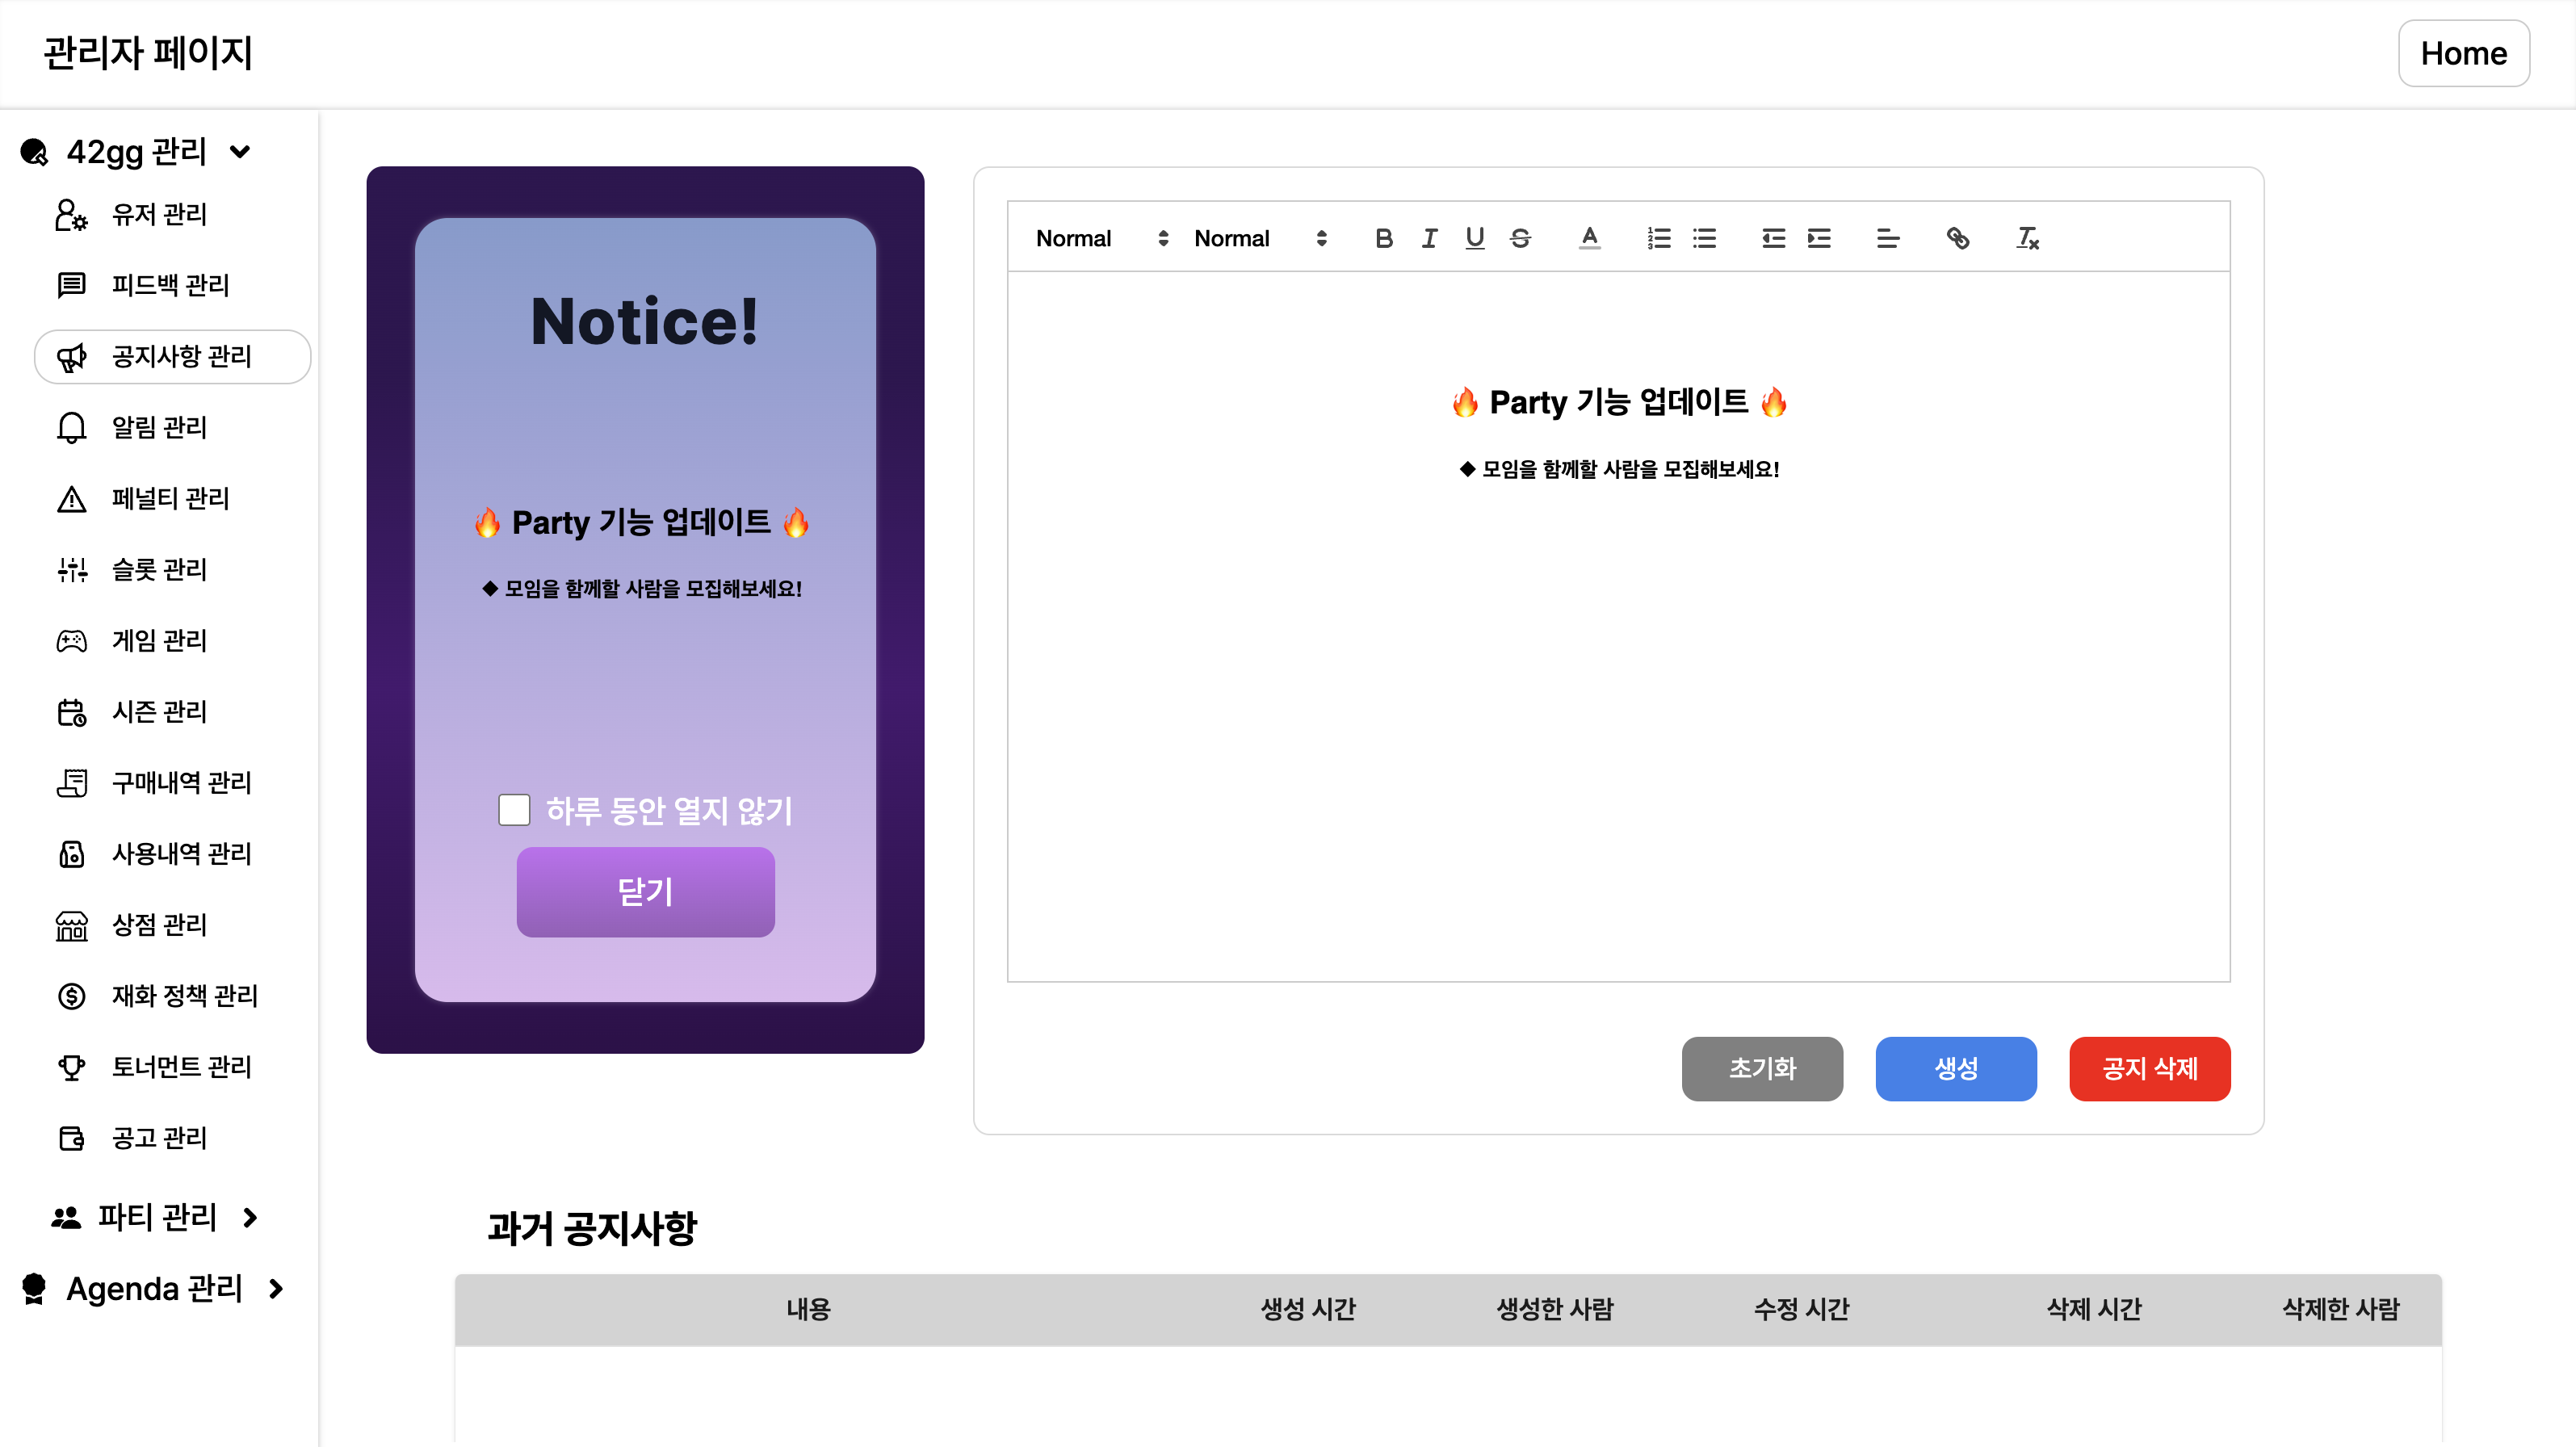 관리자 페이지
Home
42gg 관리
유저 관리
피드백 관리
공지사항 관리
알림 관리
페널티 관리
슬롯 관리
게임 관리
시즌 관리
구매내역 관리
사용내역 관리
상점 관리
재화 정책 관리
토너먼트 관리
공고 관리
파티 관리
Agenda 관리
Notice!
🔥 Party 기능 업데이트 🔥
◆ 모임을 함께할 사람을 모집해보세요!
하루 동안 열지 않기
닫기
Normal Normal
🔥 Party 기능 업데이트 🔥
◆ 모임을 함께할 사람을 모집해보세요!
초기화 생성 공지 삭제
과거 공지사항
내용 생성 시간 생성한 사람 수정 시간 삭제 시간 삭제한 사람